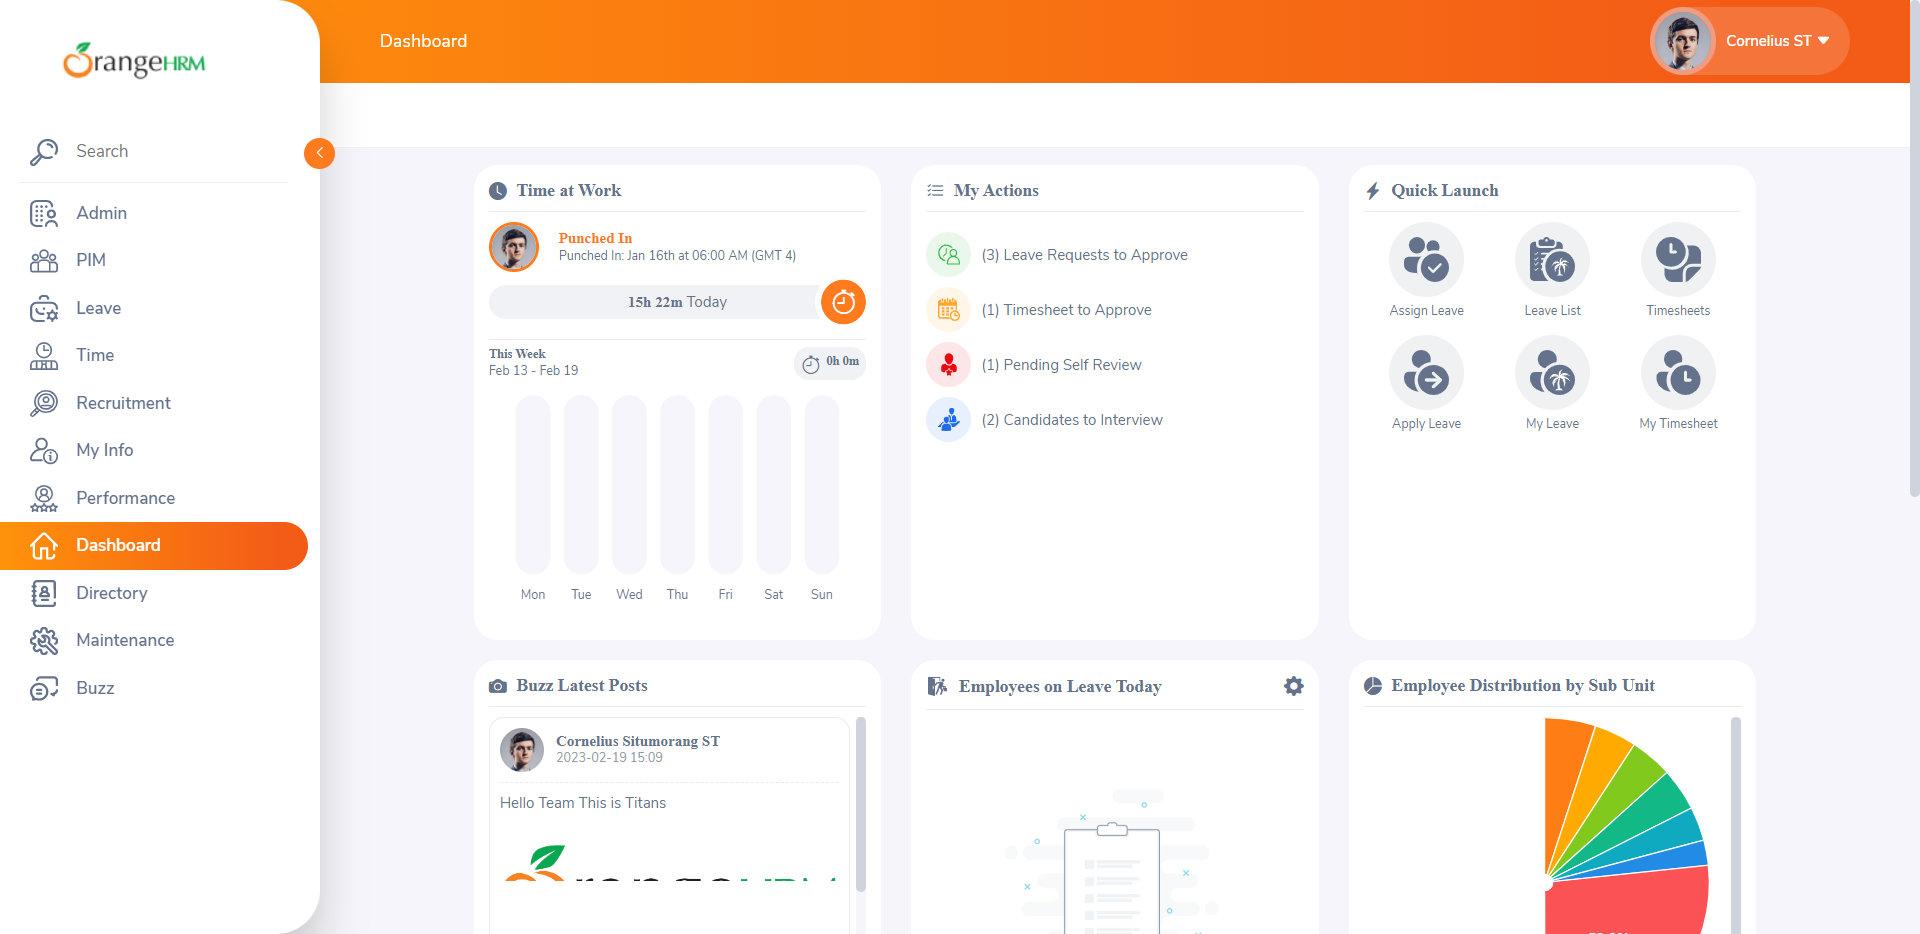 OrangeHRM
Dashboard
Cornelius ST
Search
Admin
PIM
Leave
Time
Recruitment
My Info
Performance
Dashboard
Directory
Maintenance
Buzz
Time at Work
Punched In
Punched In: Jan 16th at 06:00 AM (GMT 4)
15h 22m Today
This Week
Feb 13 - Feb 19
0h 0m
Mon Tue Wed Thu Fri Sat Sun
My Actions
(3) Leave Requests to Approve
(1) Timesheet to Approve
(1) Pending Self Review
(2) Candidates to Interview
Quick Launch
Assign Leave Leave List Timesheets
Apply Leave My Leave My Timesheet
Buzz Latest Posts
Cornelius Situmorang ST
2023-02-19 15:09
Hello Team This is Titans
Employees on Leave Today
Employee Distribution by Sub Unit